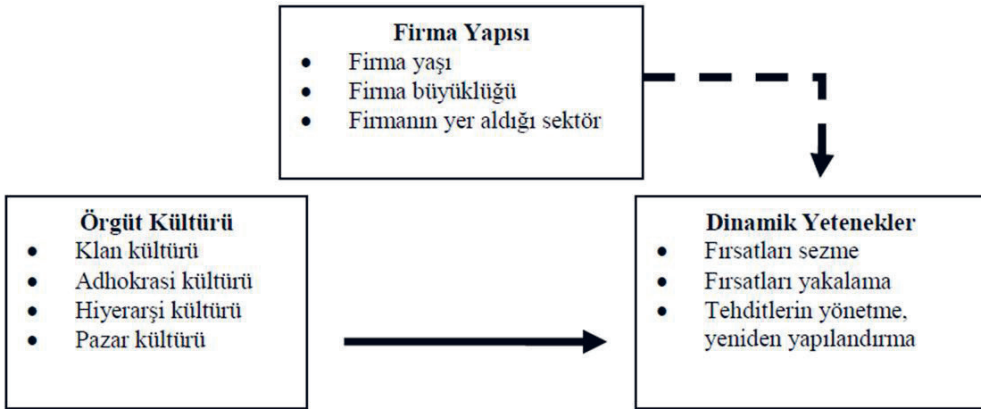 Firma Yapısı
• Firma yaşı
• Firma büyüklüğü
• Firmanın yer aldığı sektör
Örgüt Kültürü
• Klan kültürü
• Adhokrasi kültürü
• Hiyerarşi kültürü
• Pazar kültürü
Dinamik Yetenekler
• Fırsatları sezme
• Fırsatları yakalama
• Tehditlerin yönetme,
yeniden yapılandırma